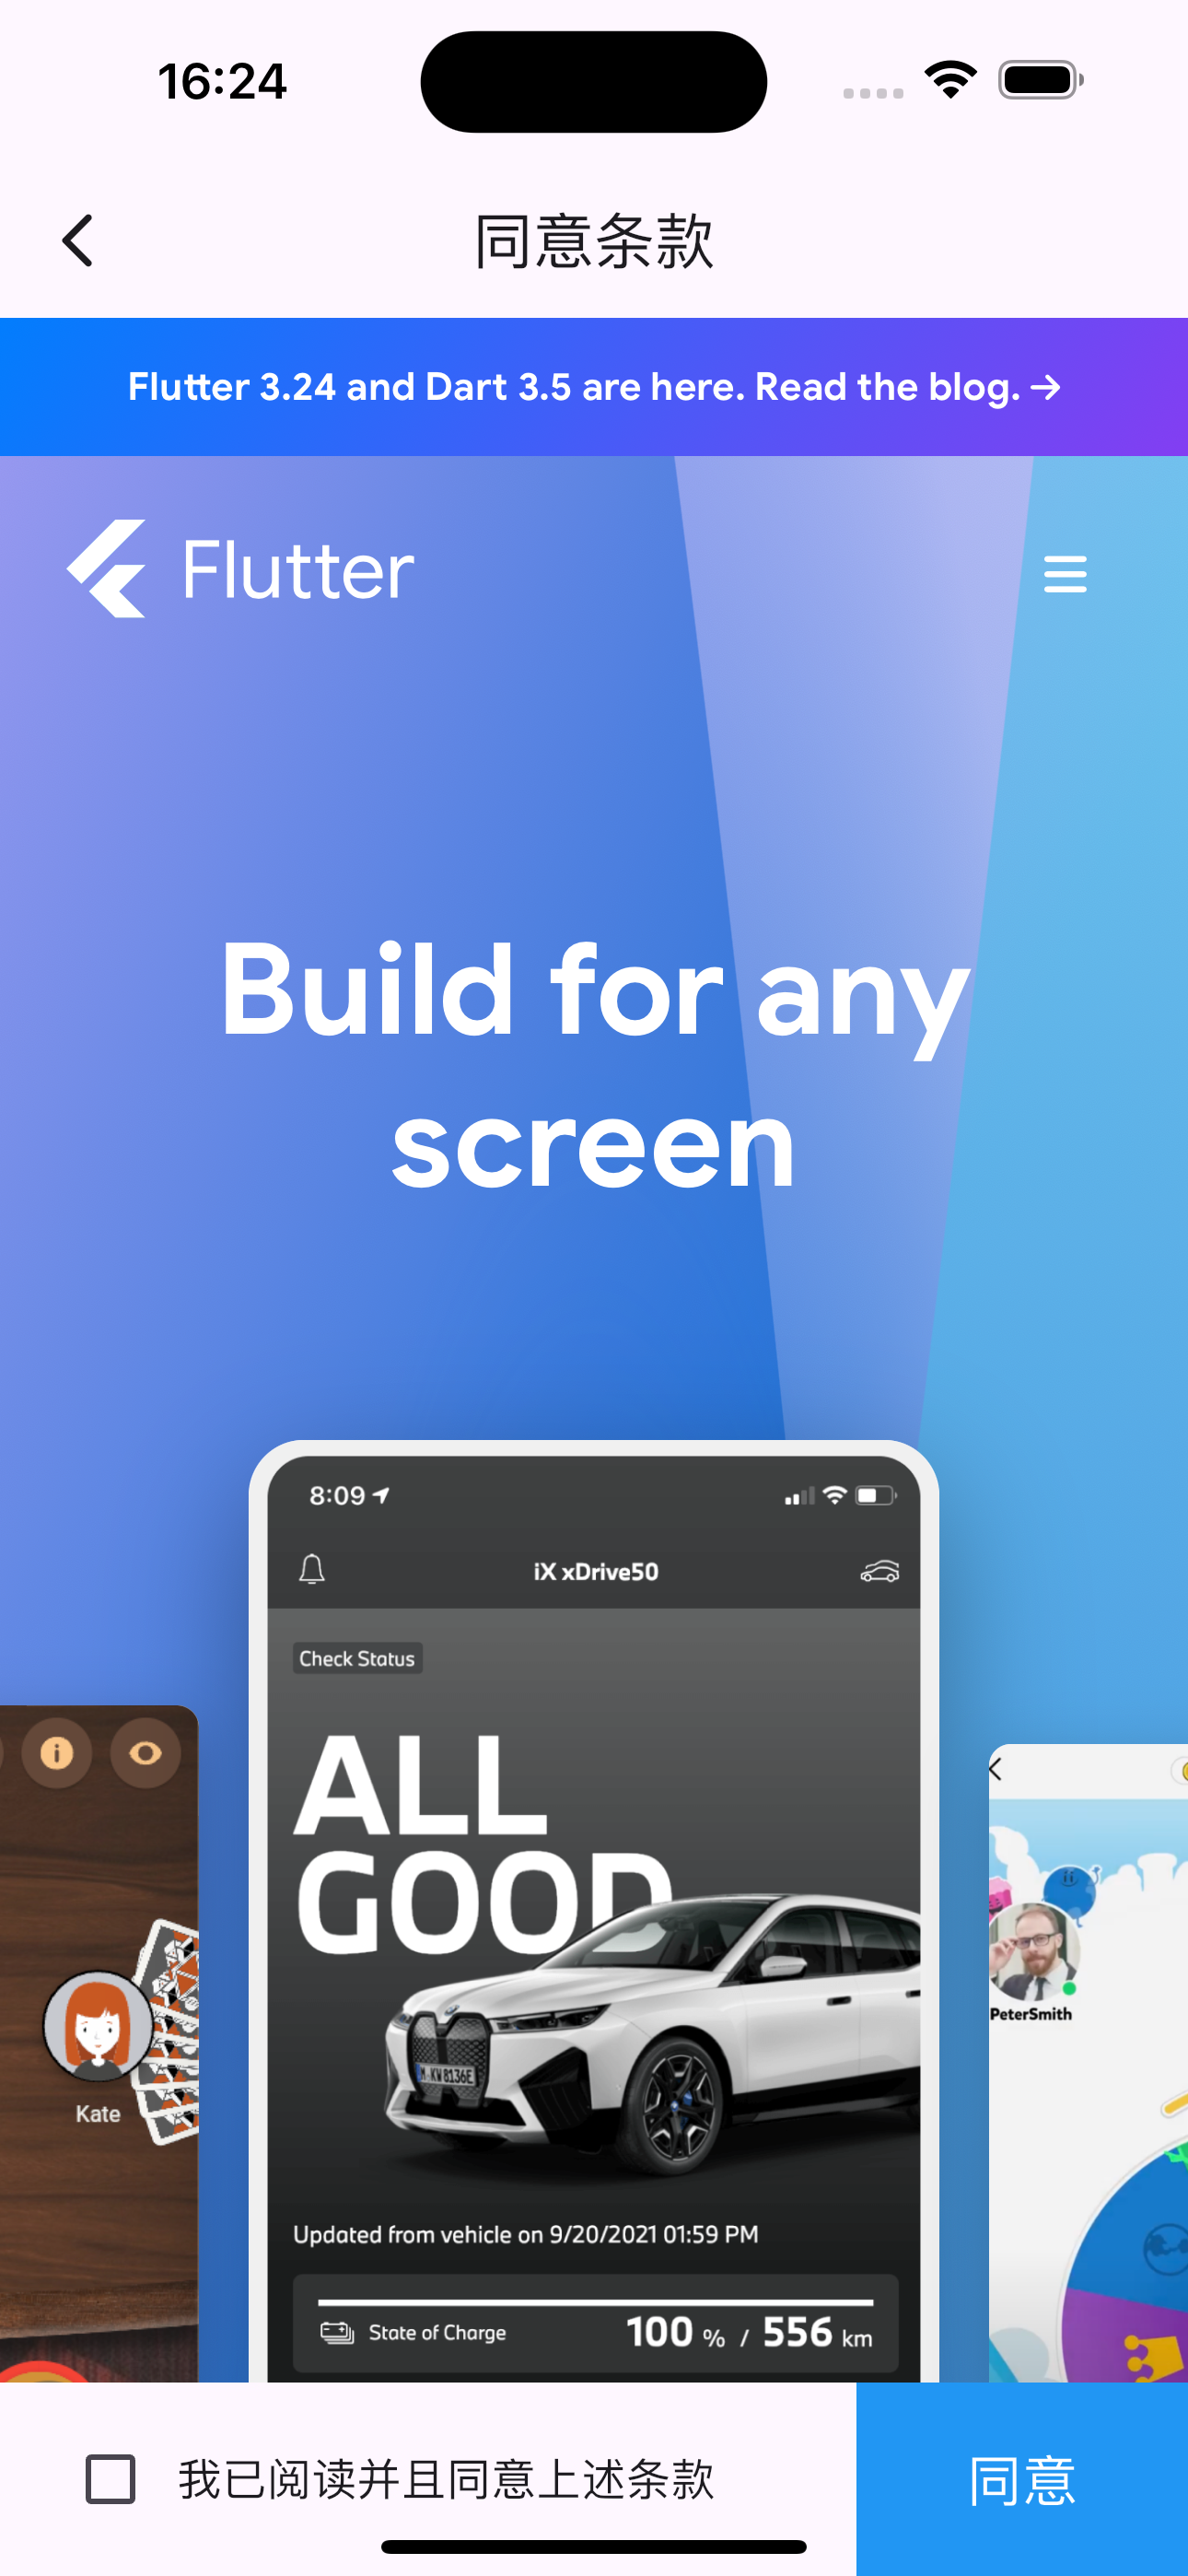 16:24
同意条款
Flutter 3.24 and Dart 3.5 are here. Read the blog. →
Flutter
Build for any
screen
8:09
iX xDrive50
Check Status
ALL
GOOD
M·KW 8136E
Kate
PeterSmith
Updated from vehicle on 9/20/2021 01:59 PM
State of Charge 100 % / 556 km
我已阅读并且同意上述条款
同意